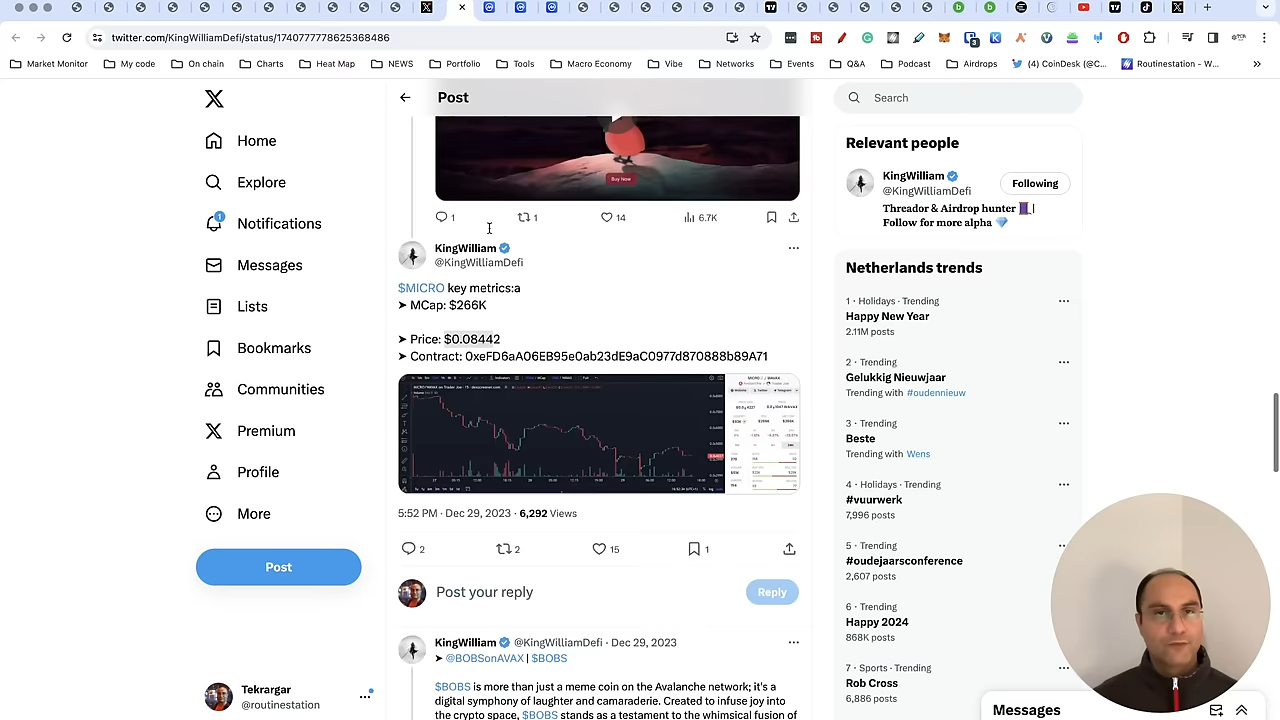 twitter.com/KingWilliamDefi/status/1740777778625368486
Market Monitor
My code
On chain
Charts
Heat Map
NEWS
Portfolio
Tools
Macro Economy
Vibe
Networks
Events
Q&A
Podcast
Airdrops
(4) CoinDesk (@C...
Routinestation - W...
Home
Explore
1
Notifications
Messages
Lists
Bookmarks
Communities
Premium
Profile
More
Post
Tekrargar
@routinestation
Post
Buy Now
1
1
14
6.7K
KingWilliam
@KingWilliamDefi
$MICRO key metrics:a
➤ MCap: $266K
➤ Price: $0.08442
➤ Contract: 0xeFD6aA06EB95e0ab23dE9aC0977d870888b89A71
5:52 PM · Dec 29, 2023 · 6,292 Views
2
2
15
1
Post your reply
Reply
KingWilliam @KingWilliamDefi · Dec 29, 2023
➤ @BOBSonAVAX | $BOBS
$BOBS is more than just a meme coin on the Avalanche network; it's a
digital symphony of laughter and camaraderie. Created to infuse joy into
the crypto space, $BOBS stands as a testament to the whimsical fusion of
Search
Relevant people
KingWilliam
@KingWilliamDefi
Following
Threador & Airdrop hunter |
Follow for more alpha
Netherlands trends
1 · Holidays · Trending
Happy New Year
2.11M posts
2 · Trending
Gelukkig Nieuwjaar
Trending with #oudennieuw
3 · Trending
Beste
Trending with Wens
4 · Holidays · Trending
#vuurwerk
7,996 posts
5 · Trending
#oudejaarsconference
2,607 posts
6 · Trending
Happy 2024
868K posts
7 · Sports · Trending
Rob Cross
6,886 posts
Messages